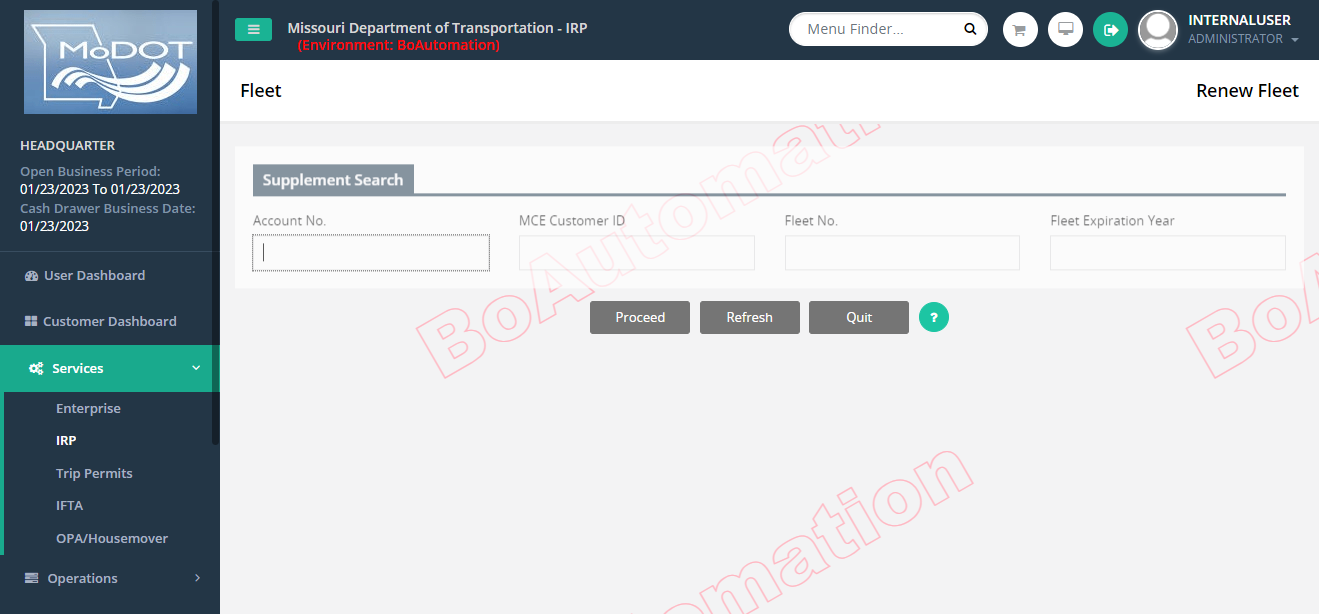 MoDOT
Missouri Department of Transportation - IRP
(Environment: BoAutomation)
Menu Finder...
INTERNALUSER
ADMINISTRATOR
HEADQUARTER
Open Business Period:
01/23/2023 To 01/23/2023
Cash Drawer Business Date:
01/23/2023
User Dashboard
Customer Dashboard
Services
Enterprise
IRP
Trip Permits
IFTA
OPA/Housemover
Operations
Fleet
Renew Fleet
Supplement Search
Account No.
MCE Customer ID
Fleet No.
Fleet Expiration Year
Proceed
Refresh
Quit
?
BoAutomati
BoA
omation